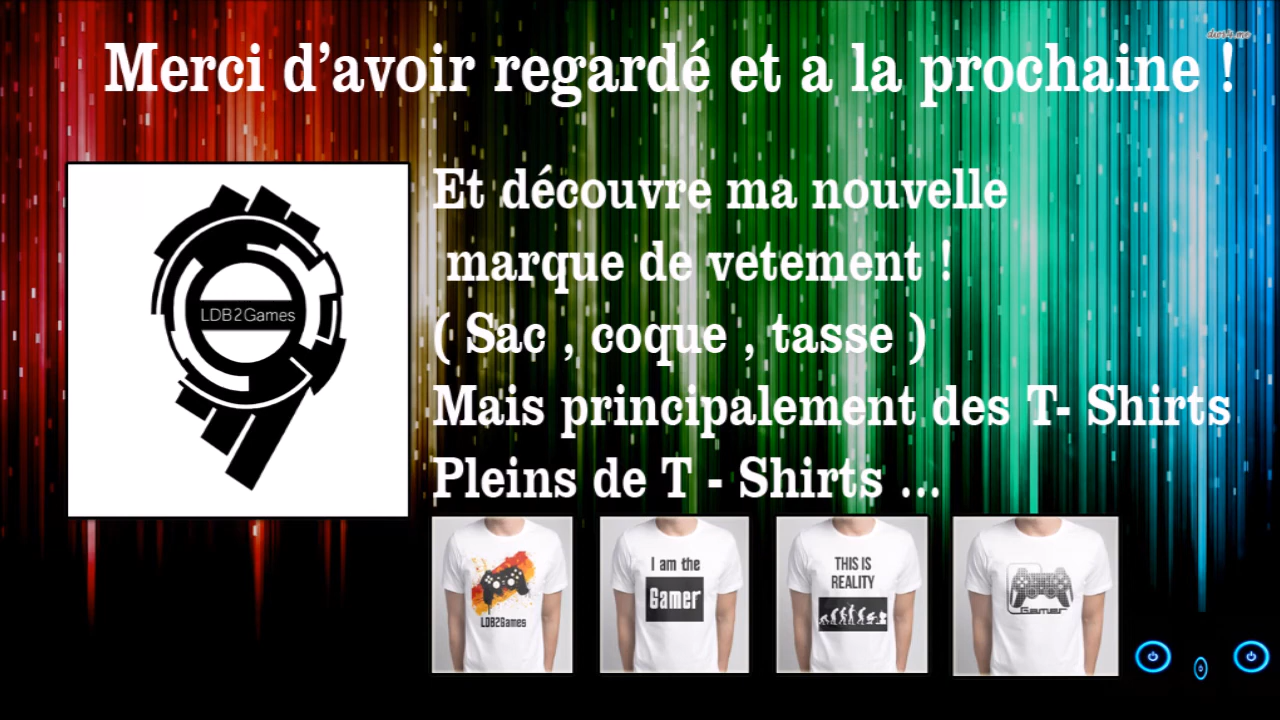 Merci d'avoir regardé et a la prochaine !
Et découvre ma nouvelle
marque de vetement !
( Sac , coque , tasse )
Mais principalement des T- Shirts
Pleins de T - Shirts ...
LDB2Games
LDB2Games
I am the
Gamer
THIS IS
REALITY
Gamer